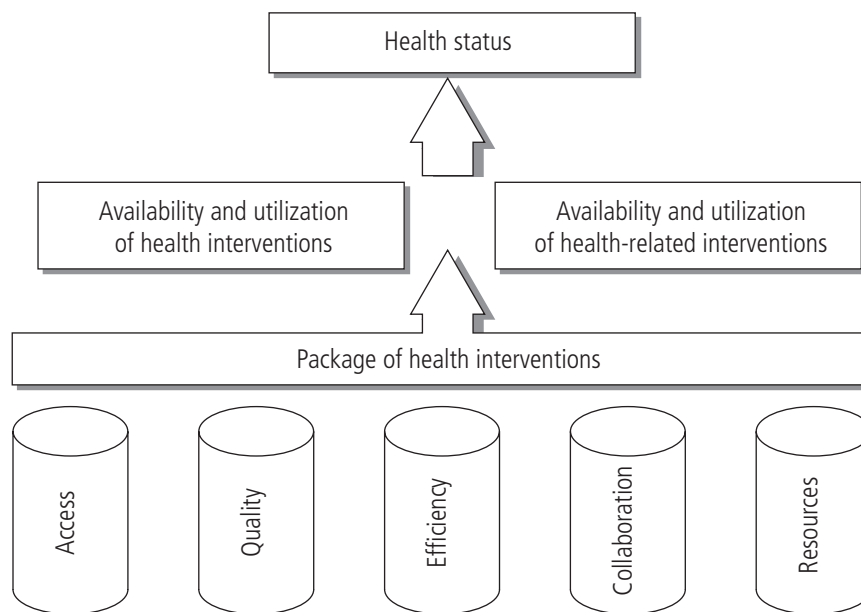 Health status
Availability and utilization
of health interventions
Availability and utilization
of health-related interventions
Package of health interventions
Access
Quality
Efficiency
Collaboration
Resources